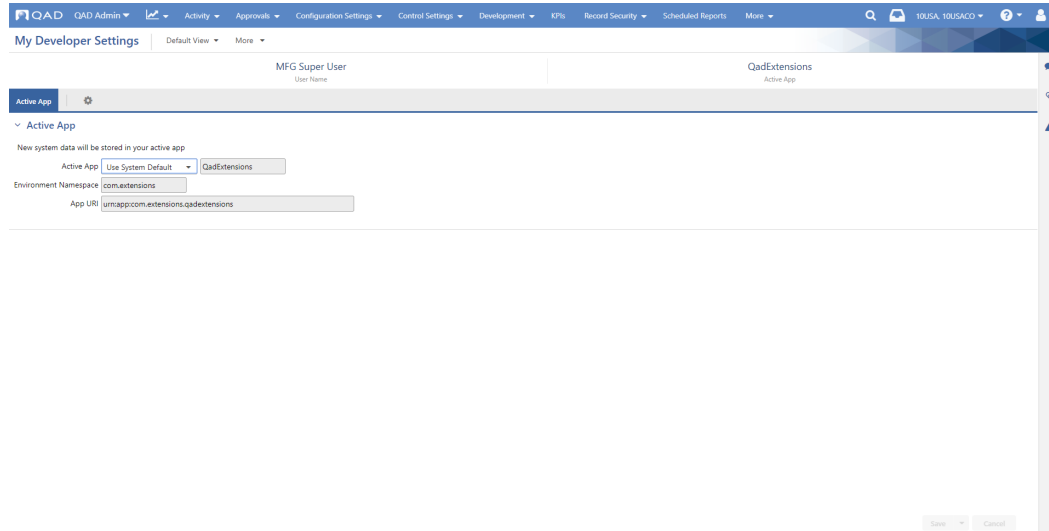 QAD QAD Admin Activity Approvals Configuration Settings Control Settings Development KPIs Record Security Scheduled Reports More 10USA, 10USACO
My Developer Settings Default View More
MFG Super User QadExtensions
User Name Active App
Active App
Active App
New system data will be stored in your active app
Active App Use System Default QadExtensions
Environment Namespace com.extensions
App URI urn:app:com.extensions.qadextensions
Save Cancel